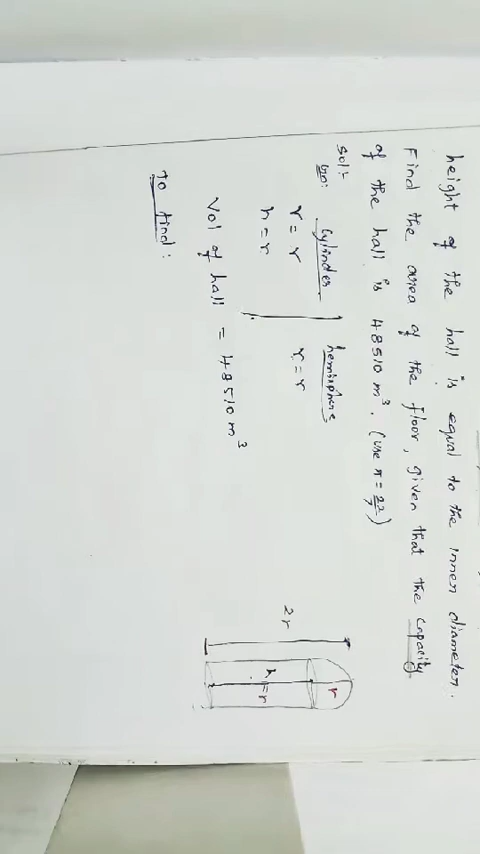 height of the hall is equal to the inner diameter.
Find the area of the floor, given that the capacity
of the hall is 48510 m³. (use π = 22/7)
Sol:-
Gn: Cylinder hemisphere
r = r r = r
h = r
Vol of hall = 48510 m³
To find:
2r
r
h = r